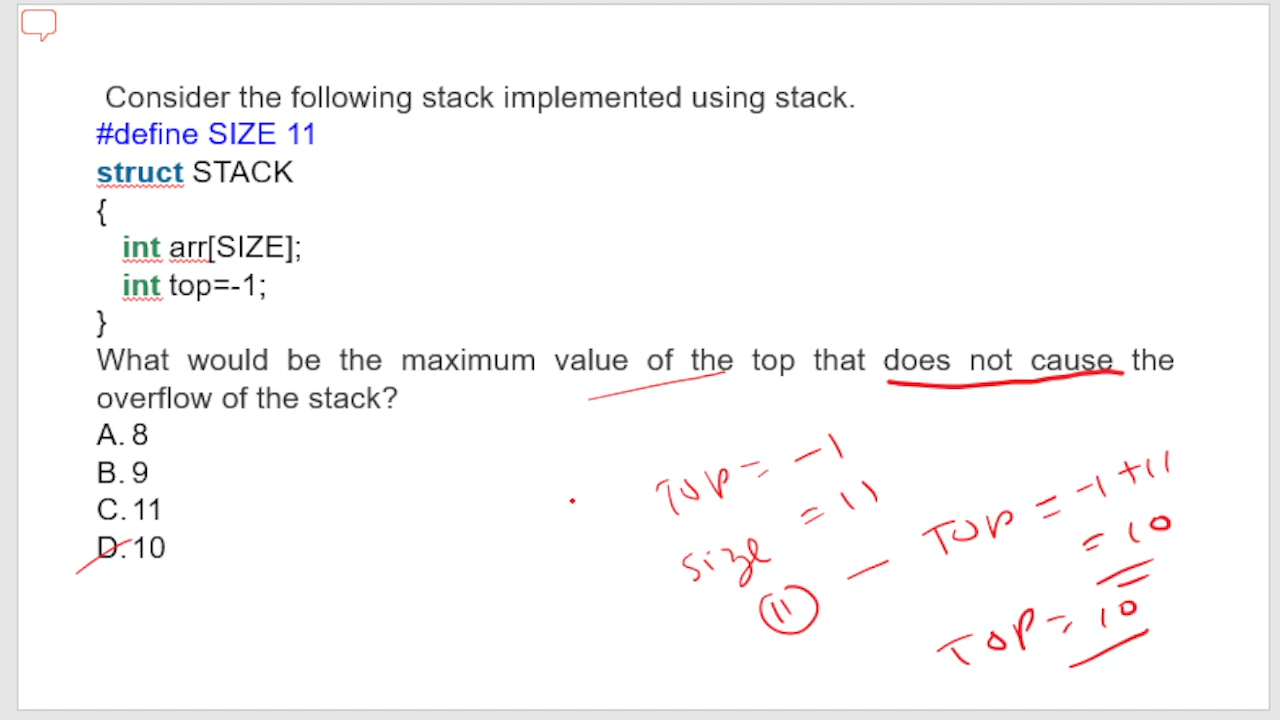 Consider the following stack implemented using stack.
#define SIZE 11
struct STACK
{
int arr[SIZE];
int top=-1;
}
What would be the maximum value of the top that does not cause the
overflow of the stack?
A. 8
B. 9
C. 11
D. 10
TOP = -1
size = 11
11 — TOP = -1 + 11
= 10
TOP = 10